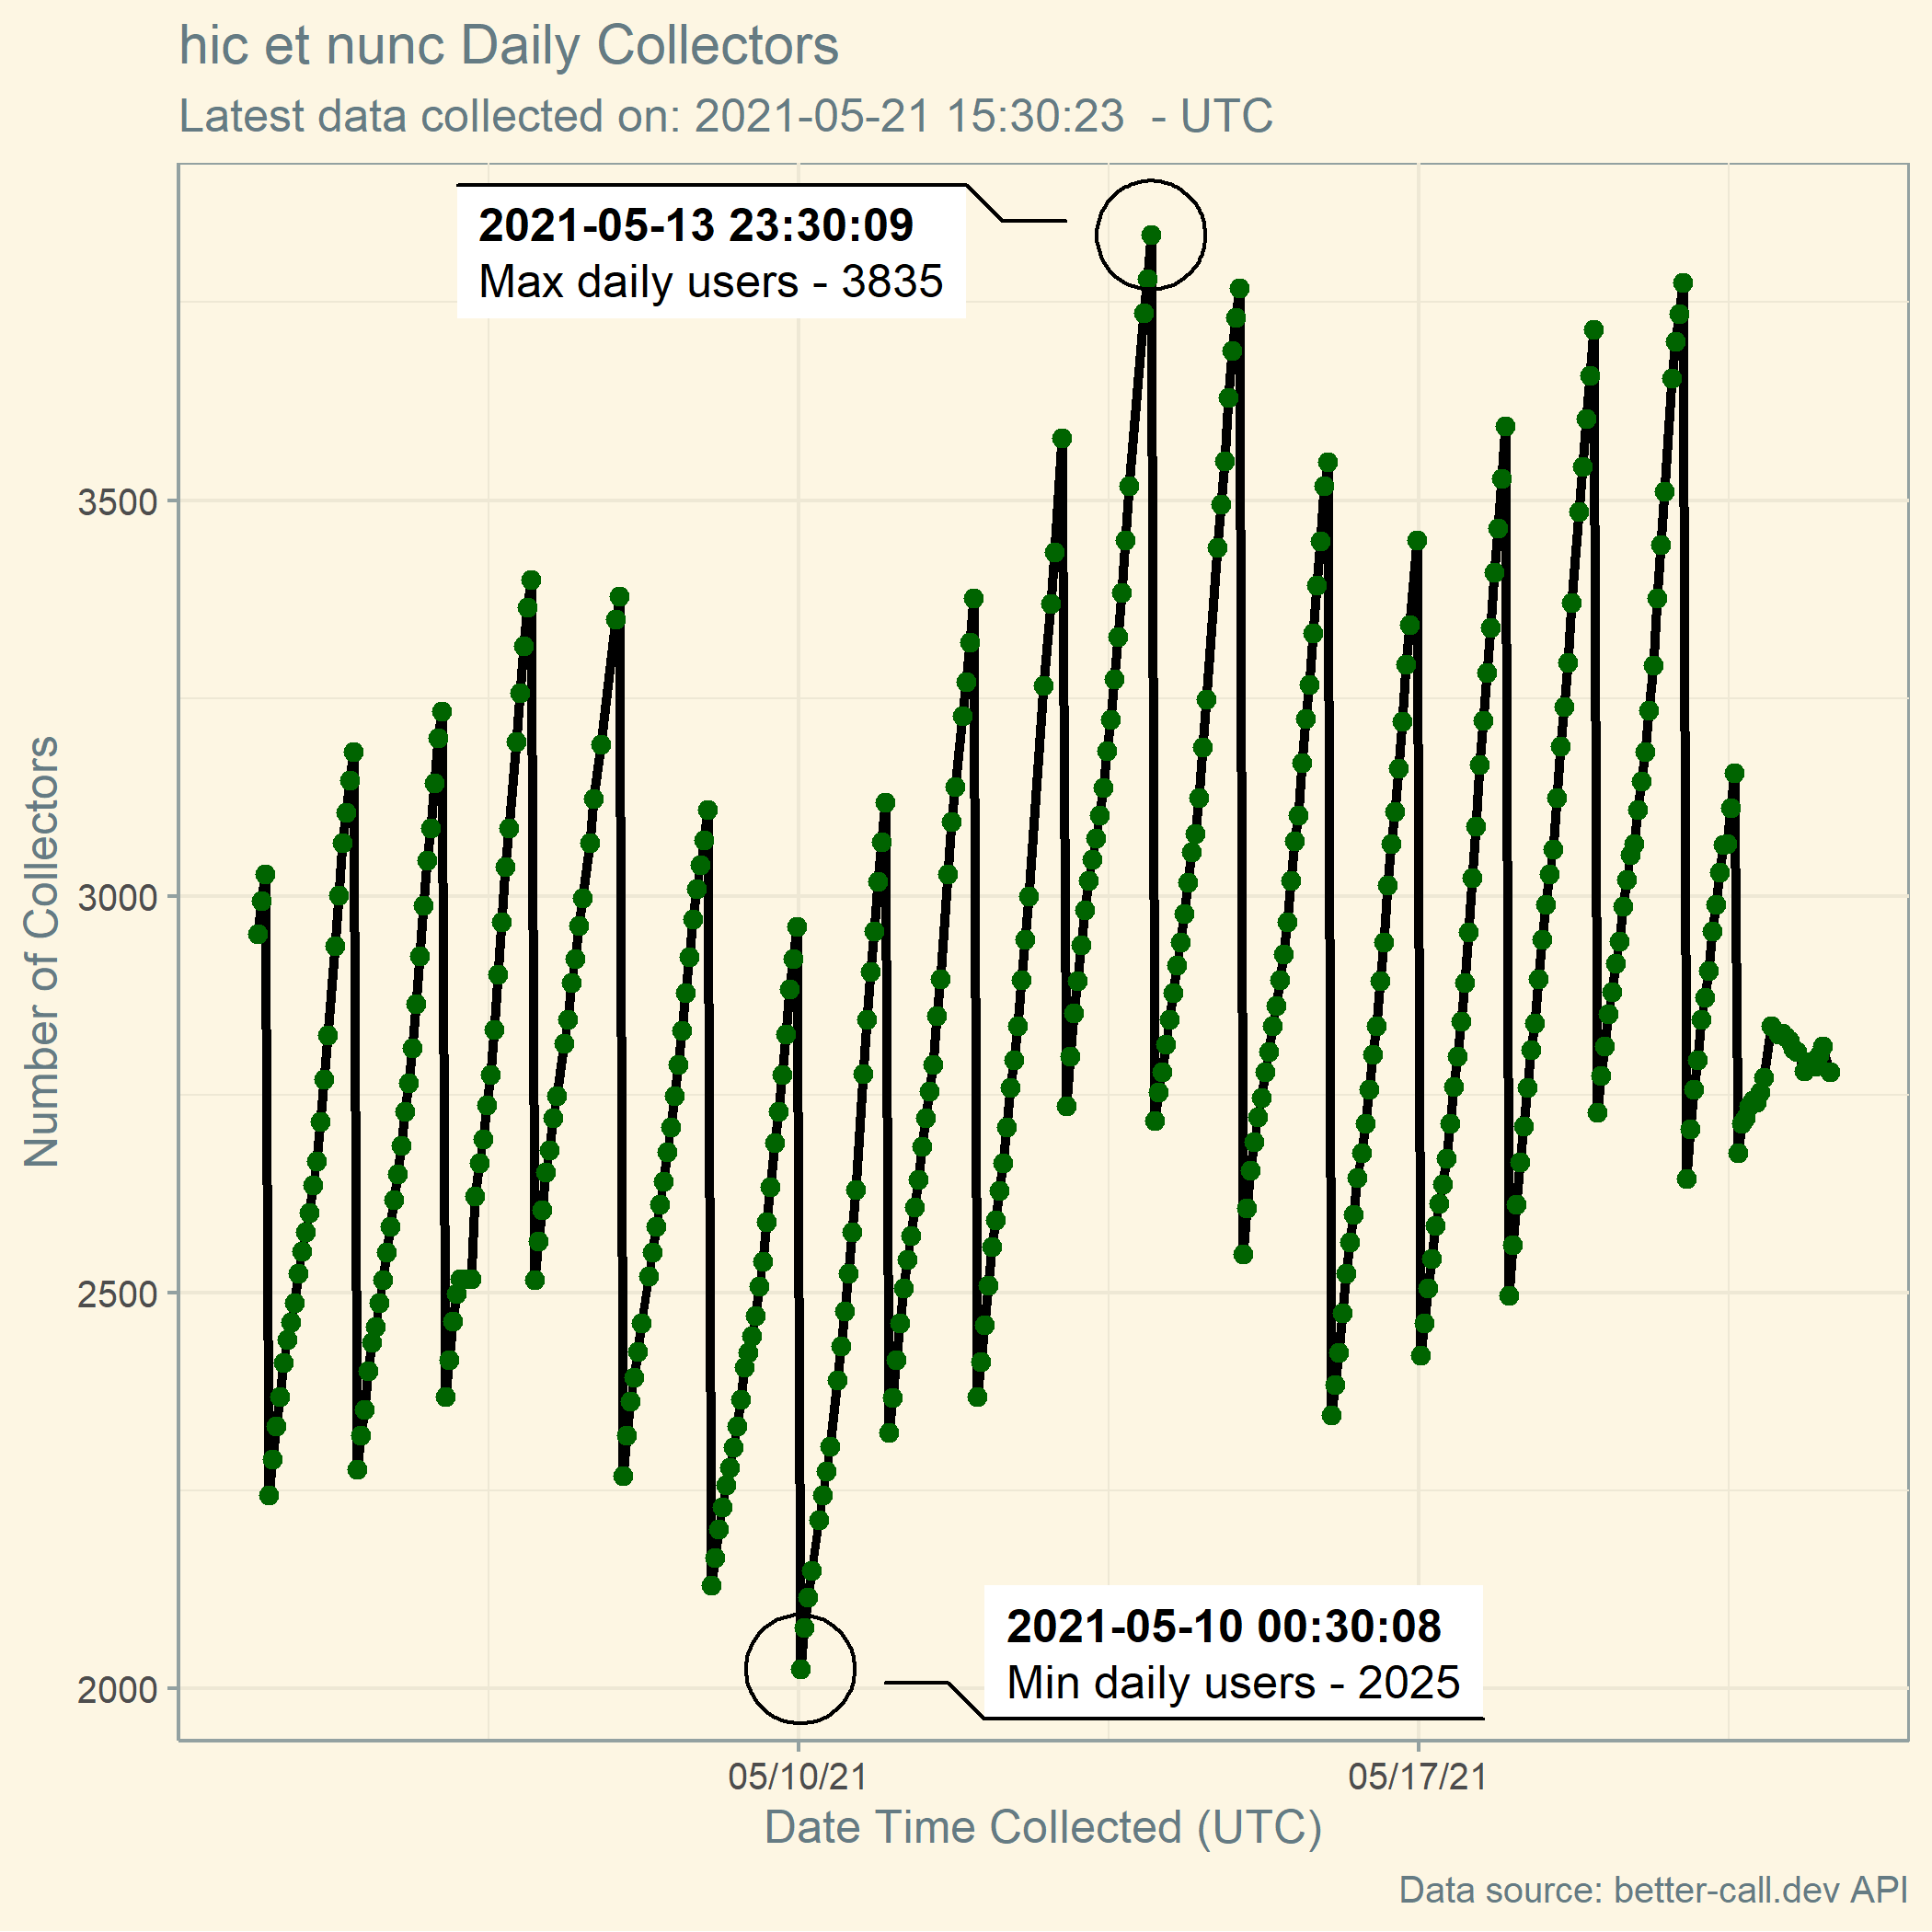 hic et nunc Daily Collectors
Latest data collected on: 2021-05-21 15:30:23  - UTC
2021-05-13 23:30:09
Max daily users - 3835
3500
3000
2500
2000
Number of Collectors
2021-05-10 00:30:08
Min daily users - 2025
05/10/21
05/17/21
Date Time Collected (UTC)
Data source: better-call.dev API